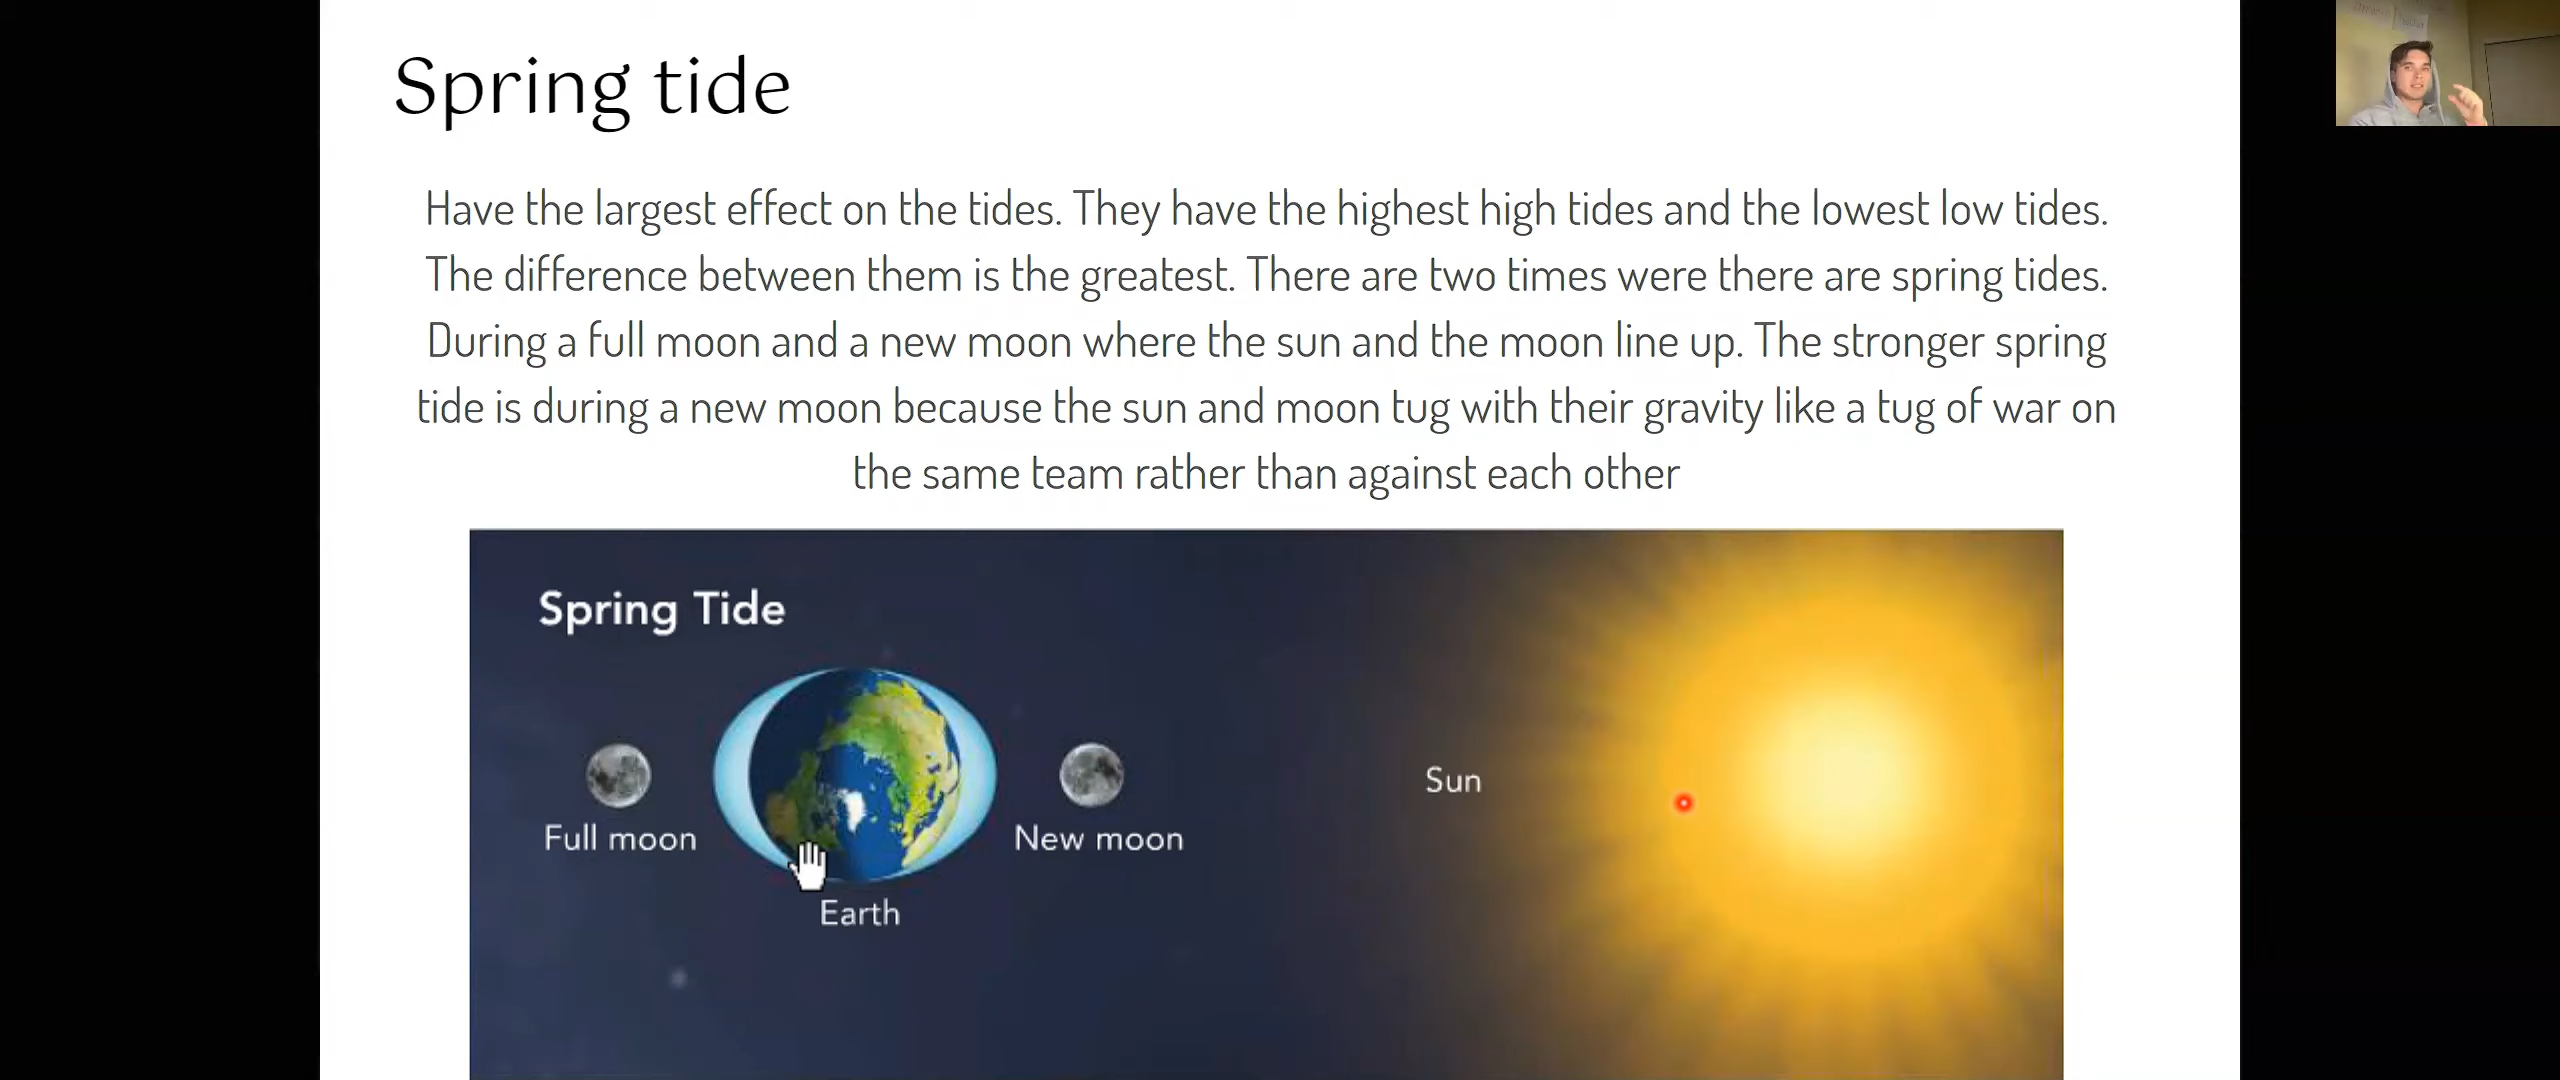 Spring tide
Have the largest effect on the tides. They have the highest high tides and the lowest low tides.
The difference between them is the greatest. There are two times were there are spring tides.
During a full moon and a new moon where the sun and the moon line up. The stronger spring
tide is during a new moon because the sun and moon tug with their gravity like a tug of war on
the same team rather than against each other
Spring Tide
Full moon
Earth
New moon
Sun